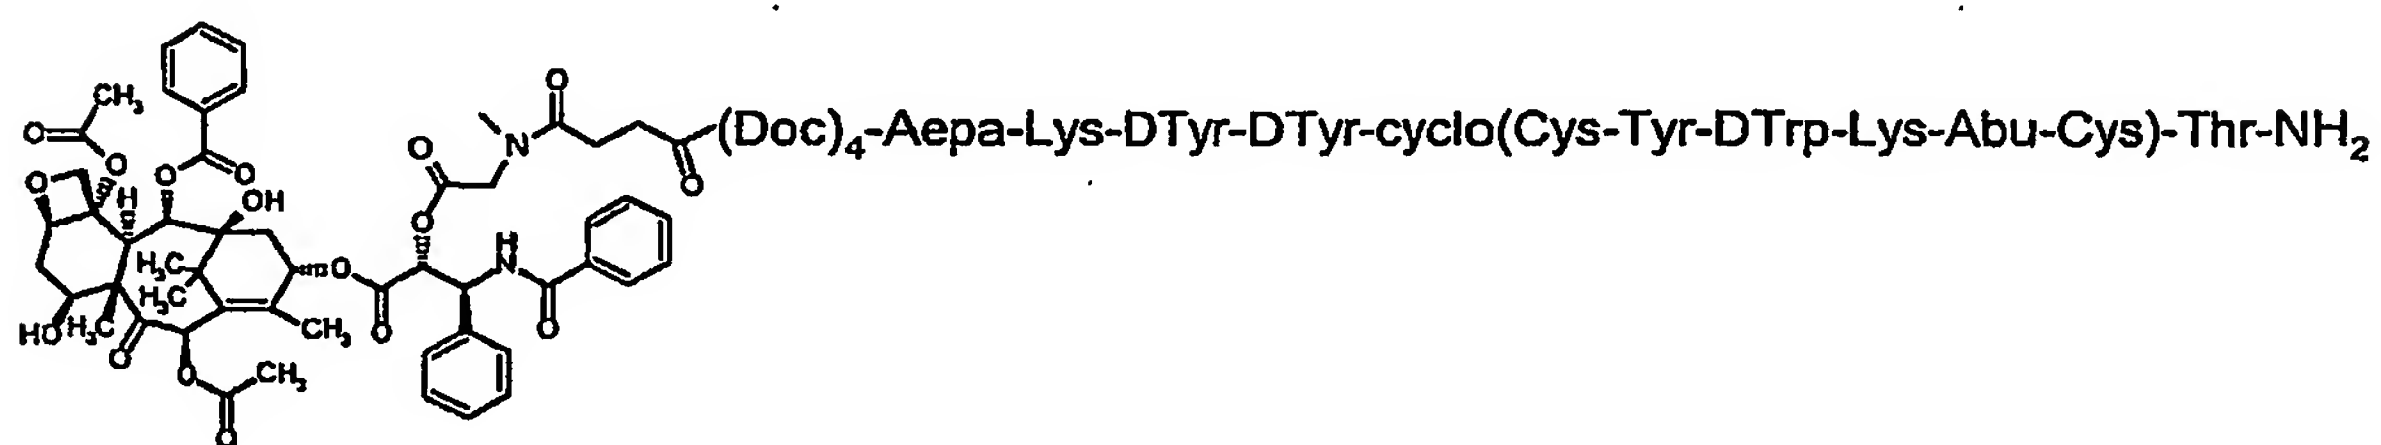 O
CH₃
O
(Doc)₄-Aepa-Lys-DTyr-DTyr-cyclo(Cys-Tyr-DTrp-Lys-Abu-Cys)-Thr-NH₂
O N
O O O
O O
H OH
O
H
H₃C O N
H₃C
HO H₃C CH₃ O O
O
O CH₃
O